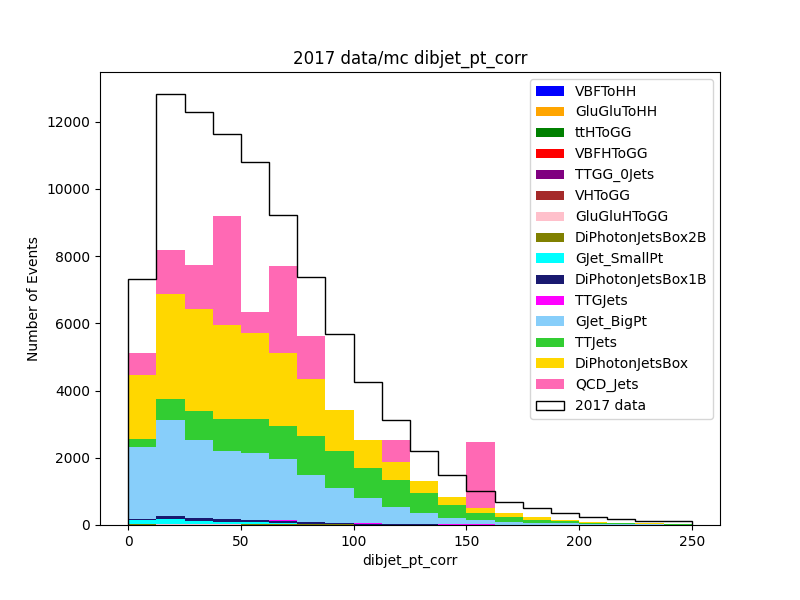 2017 data/mc dibjet_pt_corr
Number of Events
12000
10000
8000
6000
4000
2000
0
0
50
100
150
200
250
dibjet_pt_corr
VBFToHH
GluGluToHH
ttHToGG
VBFHToGG
TTGG_0Jets
VHToGG
GluGluHToGG
DiPhotonJetsBox2B
GJet_SmallPt
DiPhotonJetsBox1B
TTGJets
GJet_BigPt
TTJets
DiPhotonJetsBox
QCD_Jets
2017 data